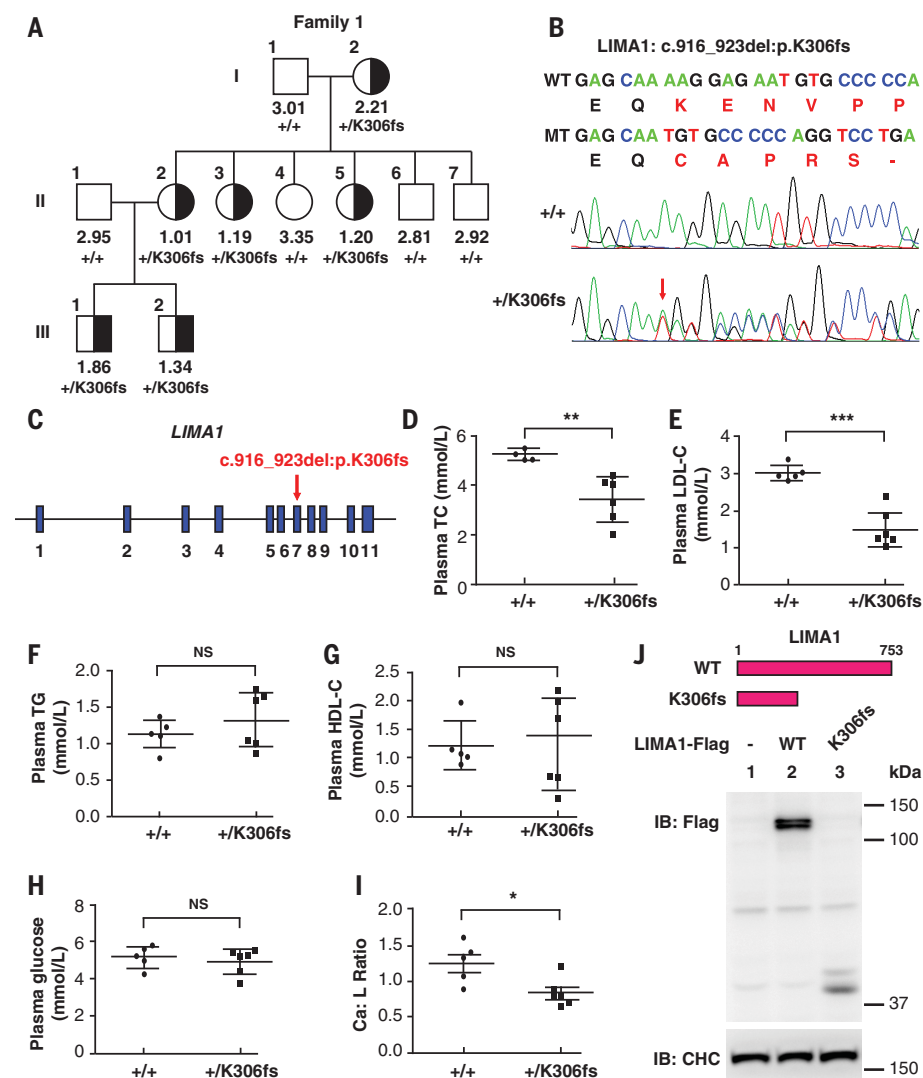 A
Family 1
1
2
I
3.01
2.21
+/+
+/K306fs
1
2
3
4
5
6
7
II
2.95
1.01
1.19
3.35
1.20
2.81
2.92
+/+
+/K306fs
+/K306fs
+/+
+/K306fs
+/+
+/+
1
2
III
1.86
1.34
+/K306fs
+/K306fs
B
LIMA1: c.916_923del:p.K306fs
WT GAG CAA AAG GAG AAT GTG CCC CCA
E Q K E N V P P
MT GAG CAA TGT GCC CCC AGG TCC TGA
E Q C A P R S -
+/+
+/K306fs
C
LIMA1
c.916_923del:p.K306fs
1 2 3 4 5 6 7 8 9 10 11
D
**
Plasma TC (mmol/L)
6
4
2
0
+/+
+/K306fs
E
***
Plasma LDL-C
(mmol/L)
4
3
2
1
0
+/+
+/K306fs
F
NS
Plasma TG
(mmol/L)
2.0
1.5
1.0
0.5
0.0
+/+
+/K306fs
G
NS
Plasma HDL-C
(mmol/L)
2.5
2.0
1.5
1.0
0.5
0.0
+/+
+/K306fs
H
NS
Plasma glucose
(mmol/L)
8
6
4
2
0
+/+
+/K306fs
I
*
Ca: L Ratio
2.0
1.5
1.0
0.5
0.0
+/+
+/K306fs
J
LIMA1
1
753
WT
K306fs
LIMA1-Flag
-
WT
K306fs
1
2
3
kDa
IB: Flag
150
100
37
IB: CHC
150